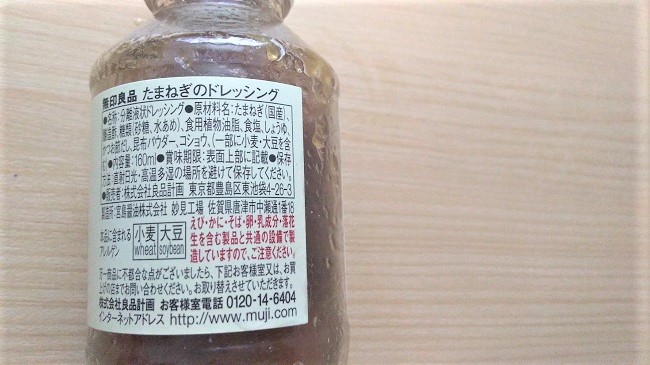 無印良品 たまねぎのドレッシング
●名称:分離液状ドレッシング●原材料名:たまねぎ(国産)、
醸造酢、糖類(砂糖、水あめ)、食用植物油脂、食塩、しょうゆ、
かつお節だし、昆布パウダー、コショウ、(一部に小麦・大豆を含
む)●内容量:160ml●賞味期限:表面上部に記載●保存
方法:直射日光・高温多湿の場所を避けて保存してください。
●販売者:株式会社良品計画 東京都豊島区東池袋4-26-3
製造所:宮島醤油株式会社 妙見工場 佐賀県唐津市中瀬通1番18
本品に含まれる
アレルゲン
小麦 大豆
wheat soybean
えび・かに・そば・卵・乳成分・落花
生を含む製品と共通の設備で製
造していますので、ご注意ください。
万一商品に不都合な点がございましたら、下記お客様室又は、お買
上げの店までお問い合わせください。お取り替えさせていただきます。
株式会社良品計画 お客様室電話 0120-14-6404
インターネットアドレス http://www.muji.com